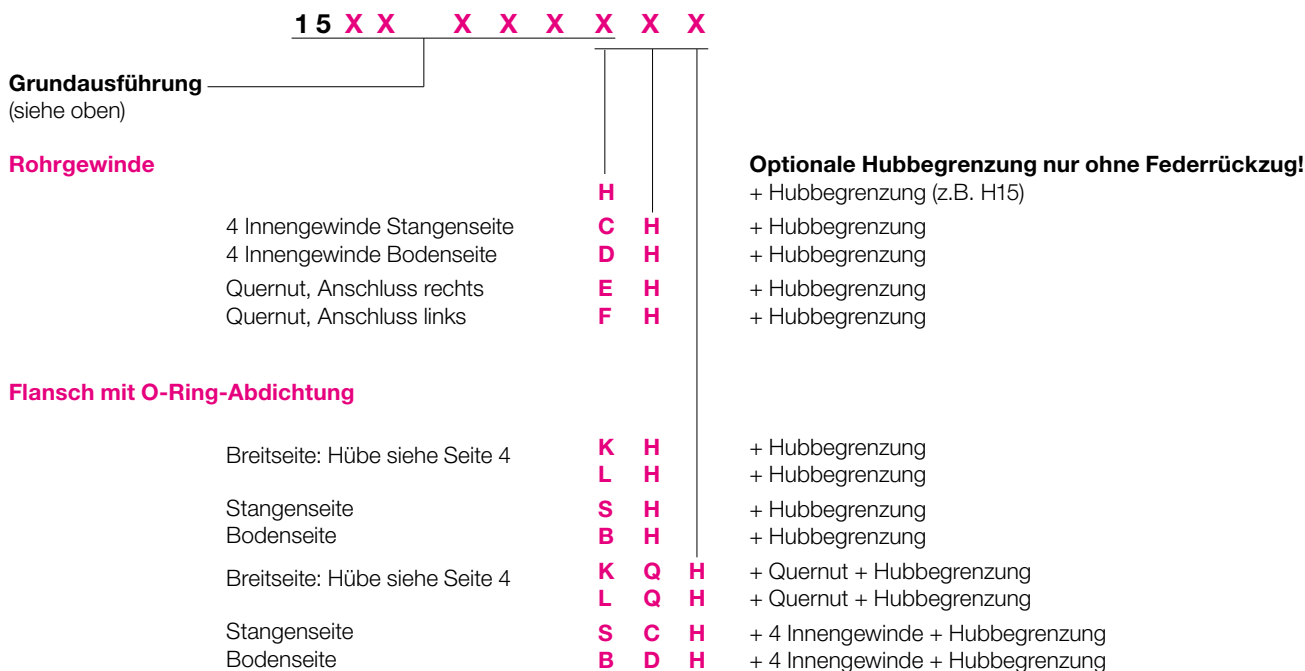 15 X X X X X X X X
Grundausführung
(siehe oben)
Rohrgewinde
Optionale Hubbegrenzung nur ohne Federrückzug!
H + Hubbegrenzung (z.B. H15)
4 Innengewinde Stangenseite C H + Hubbegrenzung
4 Innengewinde Bodenseite D H + Hubbegrenzung
Quernut, Anschluss rechts E H + Hubbegrenzung
Quernut, Anschluss links F H + Hubbegrenzung
Flansch mit O-Ring-Abdichtung
Breitseite: Hübe siehe Seite 4
K H + Hubbegrenzung
L H + Hubbegrenzung
Stangenseite S H + Hubbegrenzung
Bodenseite B H + Hubbegrenzung
Breitseite: Hübe siehe Seite 4
K Q H + Quernut + Hubbegrenzung
L Q H + Quernut + Hubbegrenzung
Stangenseite S C H + 4 Innengewinde + Hubbegrenzung
Bodenseite B D H + 4 Innengewinde + Hubbegrenzung